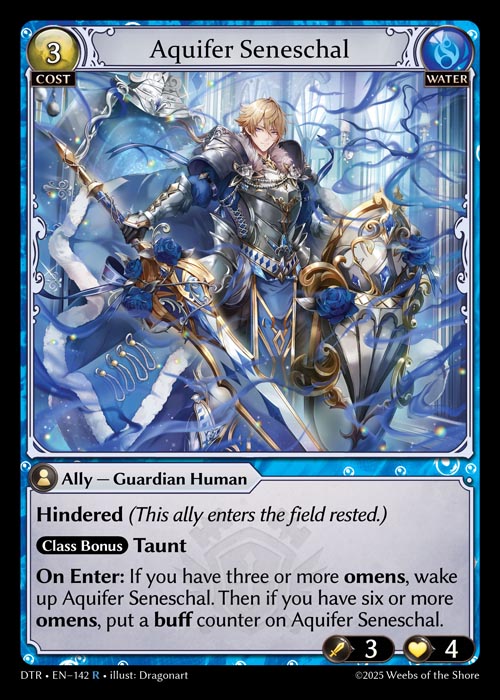 3
Aquifer Seneschal
COST
WATER
Ally — Guardian Human
Hindered (This ally enters the field rested.)
Class Bonus Taunt
On Enter: If you have three or more omens, wake
up Aquifer Seneschal. Then if you have six or more
omens, put a buff counter on Aquifer Seneschal.
3 4
DTR • EN–142 R • illust: Dragonart ©2025 Weebs of the Shore